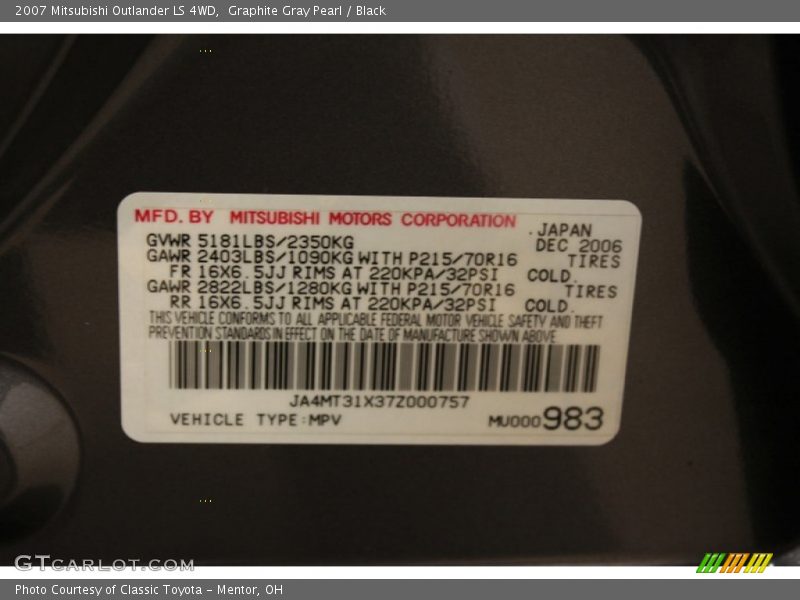 2007 Mitsubishi Outlander LS 4WD,  Graphite Gray Pearl / Black
MFD. BY MITSUBISHI MOTORS CORPORATION .JAPAN
GVWR 5181LBS/2350KG DEC 2006
GAWR 2403LBS/1090KG WITH P215/70R16 TIRES
FR 16X6.5JJ RIMS AT 220KPA/32PSI COLD.
GAWR 2822LBS/1280KG WITH P215/70R16 TIRES
RR 16X6.5JJ RIMS AT 220KPA/32PSI COLD.
THIS VEHICLE CONFORMS TO ALL APPLICABLE FEDERAL MOTOR VEHICLE SAFETY AND THEFT
PREVENTION STANDARDS IN EFFECT ON THE DATE OF MANUFACTURE SHOWN ABOVE
JA4MT31X37Z000757
VEHICLE TYPE:MPV MU000983
GTCARLOT.COM
Photo Courtesy of Classic Toyota - Mentor, OH